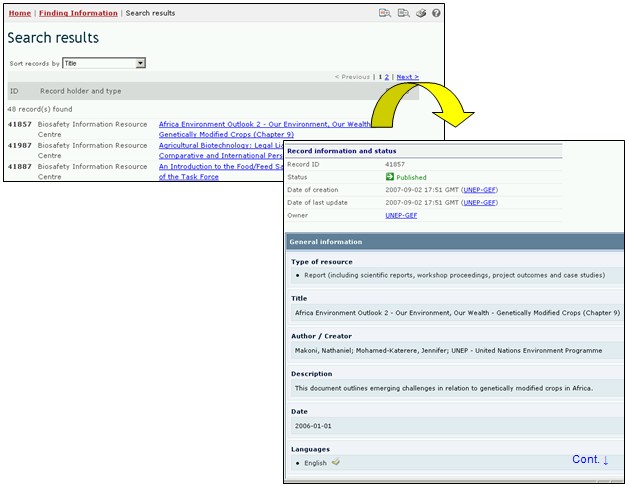 Home | Finding Information | Search results
Search results
Sort records by Title
< Previous | 1 2 | Next >
ID Record holder and type
48 record(s) found
41857 Biosafety Information Resource Centre Africa Environment Outlook 2 - Our Environment, Our Wealth
Genetically Modified Crops (Chapter 9)
41987 Biosafety Information Resource Centre Agricultural Biotechnology: Legal
Comparative and International
41887 Biosafety Information Resource Centre An Introduction to the Food/Feed
of the Task Force
Record information and status
Record ID 41857
Status Published
Date of creation 2007-09-02 17:51 GMT (UNEP-GEF)
Date of last update 2007-09-02 17:51 GMT (UNEP-GEF)
Owner UNEP-GEF
General information
Type of resource
• Report (including scientific reports, workshop proceedings, project outcomes and case studies)
Title
Africa Environment Outlook 2 - Our Environment, Our Wealth - Genetically Modified Crops (Chapter 9)
Author / Creator
Makoni, Nathaniel; Mohamed-Katerere, Jennifer; UNEP - United Nations Environment Programme
Description
This document outlines emerging challenges in relation to genetically modified crops in Africa.
Date
2006-01-01
Languages
• English
Cont. ↓